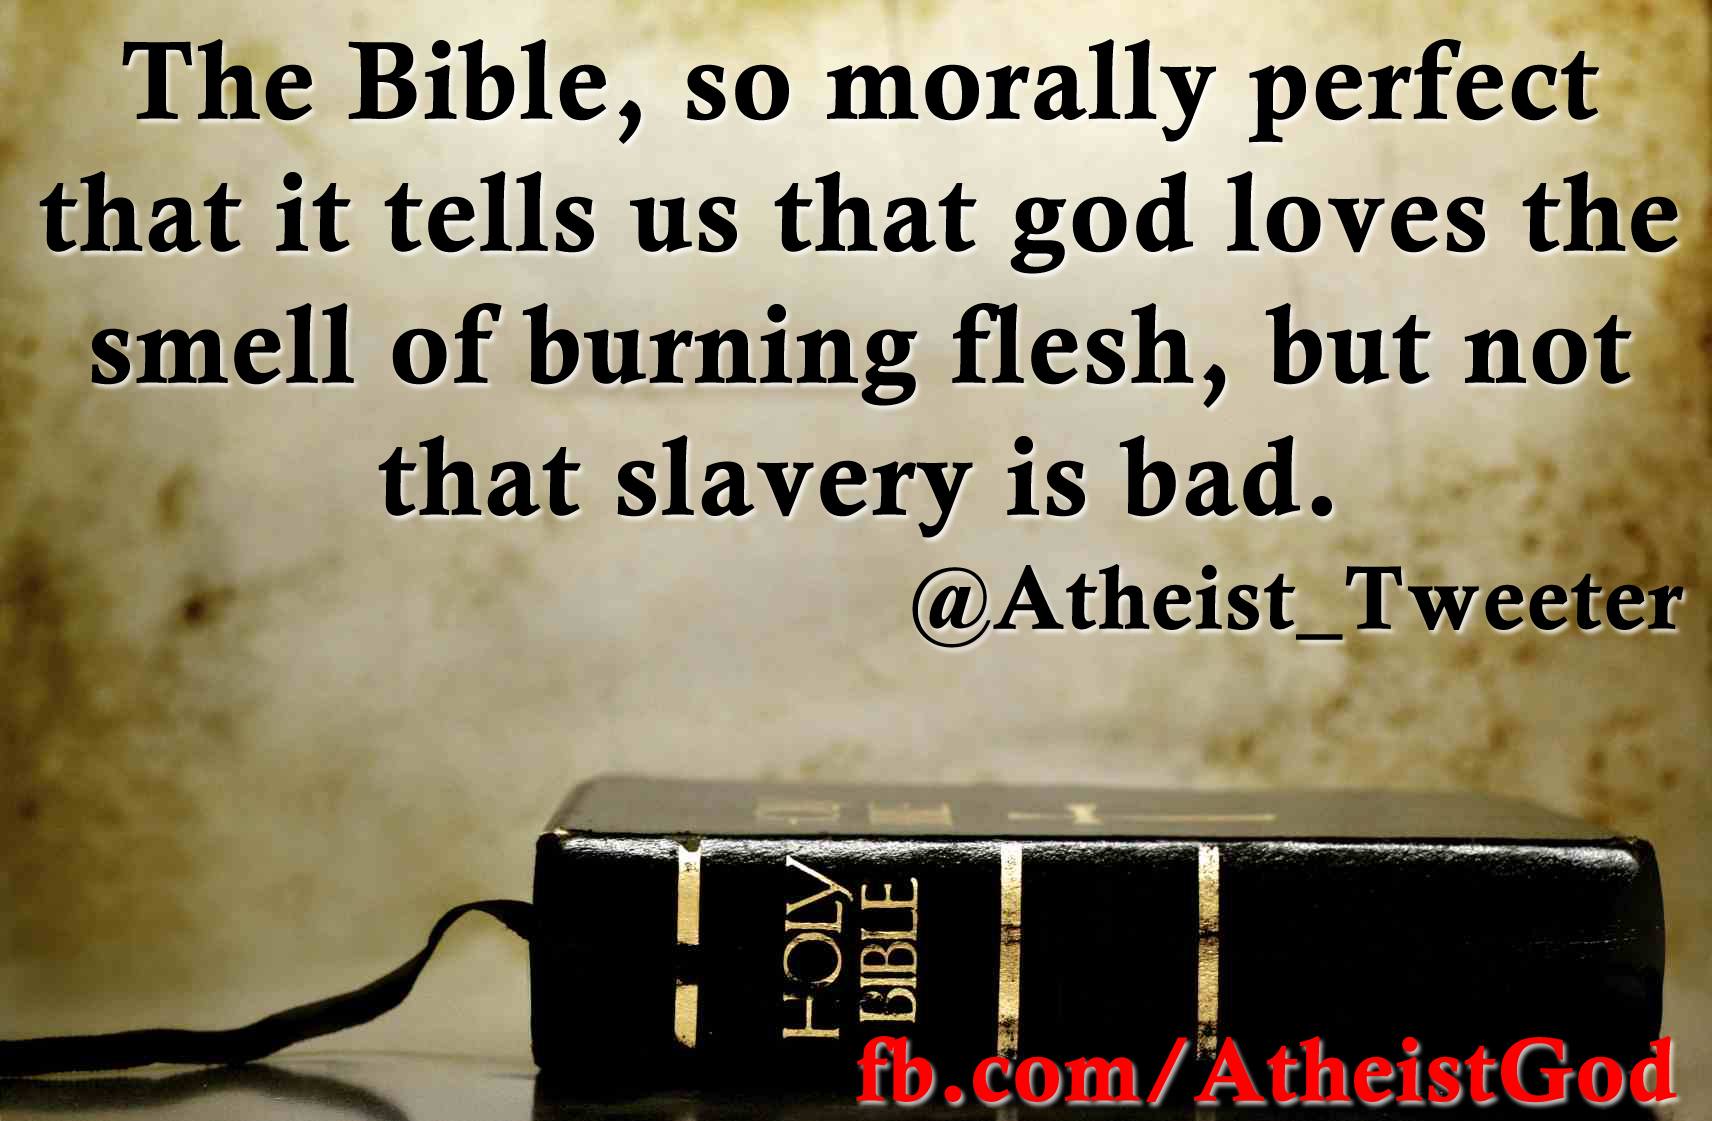 The Bible, so morally perfect
that it tells us that god loves the
smell of burning flesh, but not
that slavery is bad.
@Atheist_Tweeter
HOLY
BIBLE
fb.com/AtheistGod